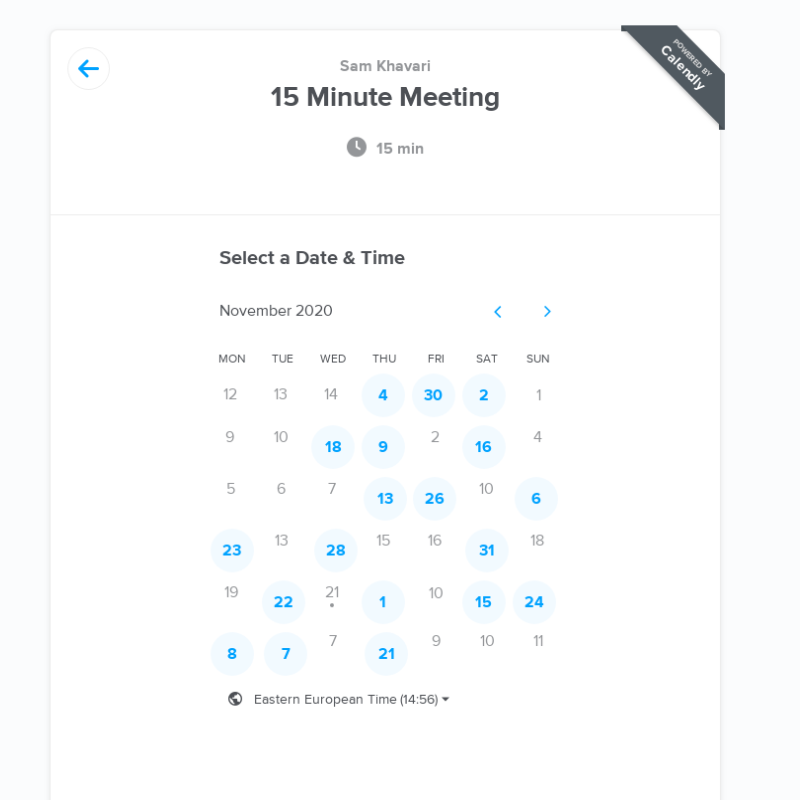 POWERED BY
Calendly
Sam Khavari
15 Minute Meeting
15 min
Select a Date & Time
November 2020
MON TUE WED THU FRI SAT SUN
12 13 14 4 30 2 1
9 10 18 9 2 16 4
5 6 7 13 26 10 6
23 13 28 15 16 31 18
19 22 21 1 10 15 24
8 7 7 21 9 10 11
Eastern European Time (14:56)